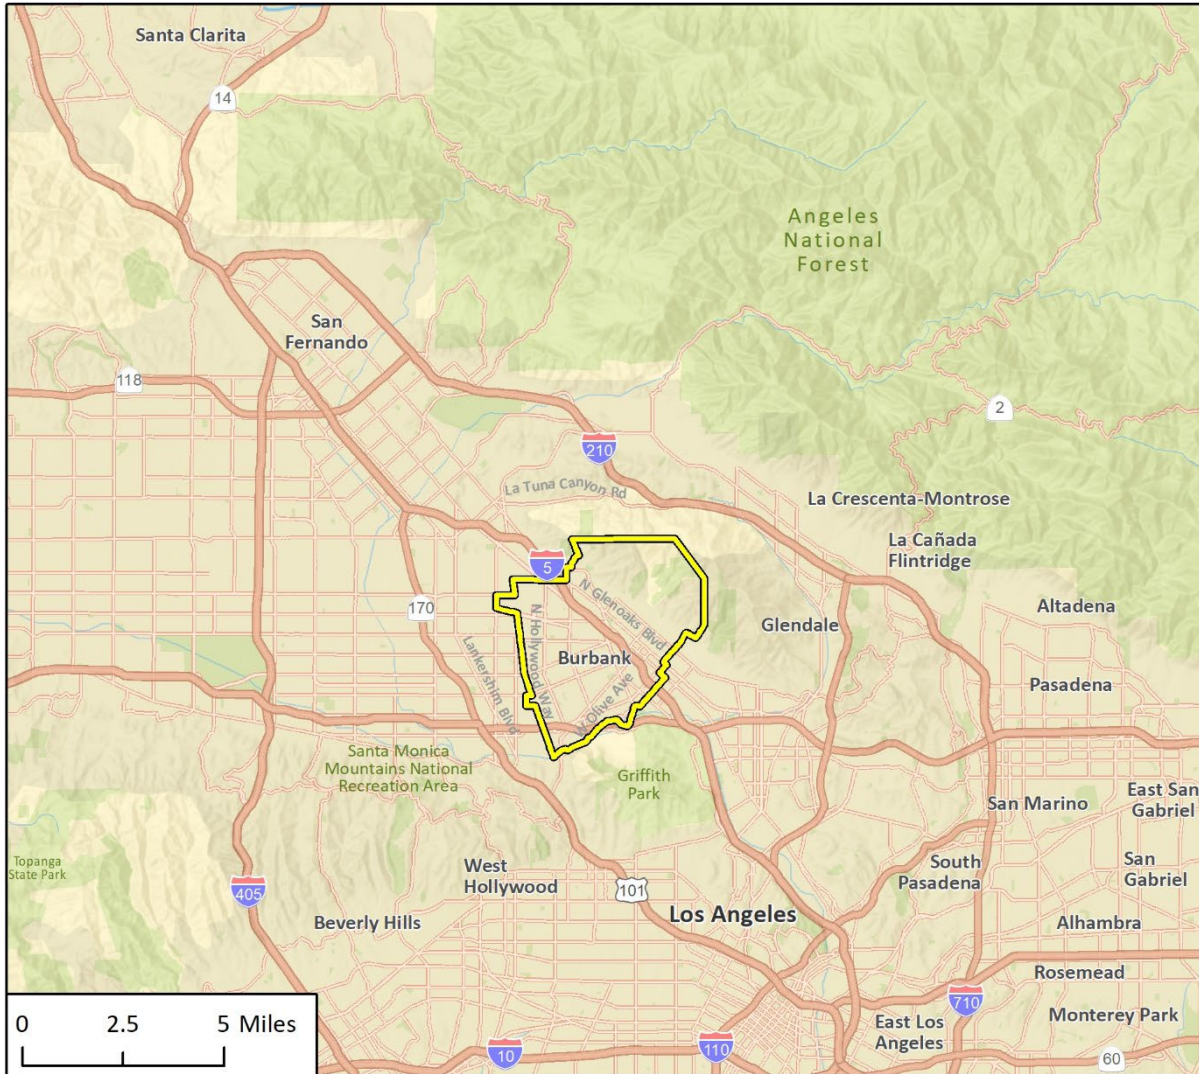 Santa Clarita
14
Angeles
National
Forest
San
Fernando
118
2
210
La Tuna Canyon Rd
La Crescenta-Montrose
La Cañada
Flintridge
5
N Glenoaks Blvd
170
N Hollywood Way
Altadena
Glendale
Lankershim Blvd
Burbank
Pasadena
W Olive Ave
Santa Monica
Mountains National
Recreation Area
Griffith
Park
San Marino
East San
Gabriel
Topanga
State Park
West
Hollywood
South
Pasadena
San
Gabriel
405
101
Beverly Hills
Los Angeles
Alhambra
Rosemead
710
Monterey Park
East Los
Angeles
0 2.5 5 Miles
10
110
60